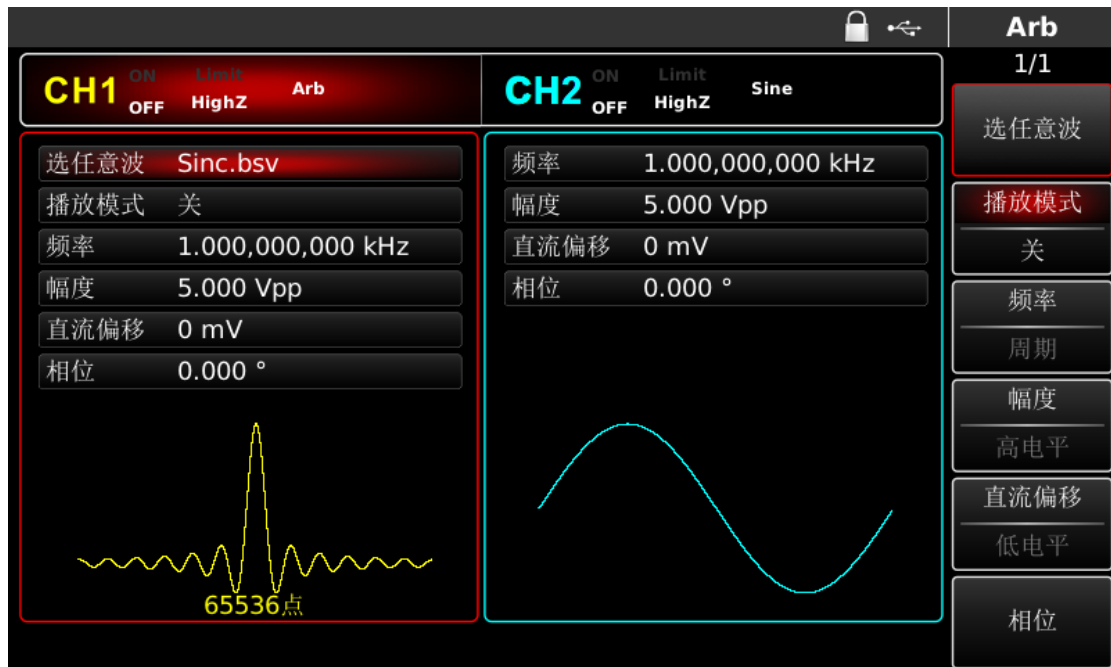 Arb
1/1
CH1 ON Limit Arb
OFF HighZ
CH2 ON Limit Sine
OFF HighZ
选任意波 Sinc.bsv
播放模式 关
频率 1.000,000,000 kHz
幅度 5.000 Vpp
直流偏移 0 mV
相位 0.000 °
65536点
频率 1.000,000,000 kHz
幅度 5.000 Vpp
直流偏移 0 mV
相位 0.000 °
选任意波
播放模式
关
频率
周期
幅度
高电平
直流偏移
低电平
相位